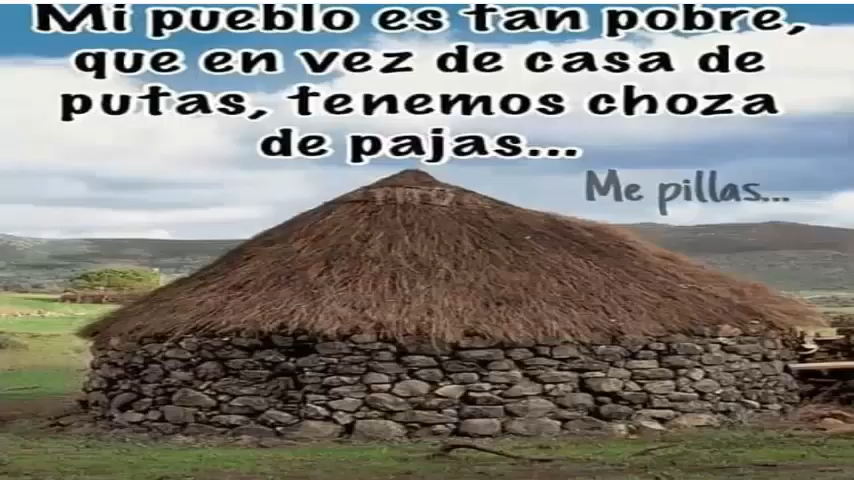 Mi pueblo es tan pobre,
que en vez de casa de
putas, tenemos choza
de pajas...
Me pillas...